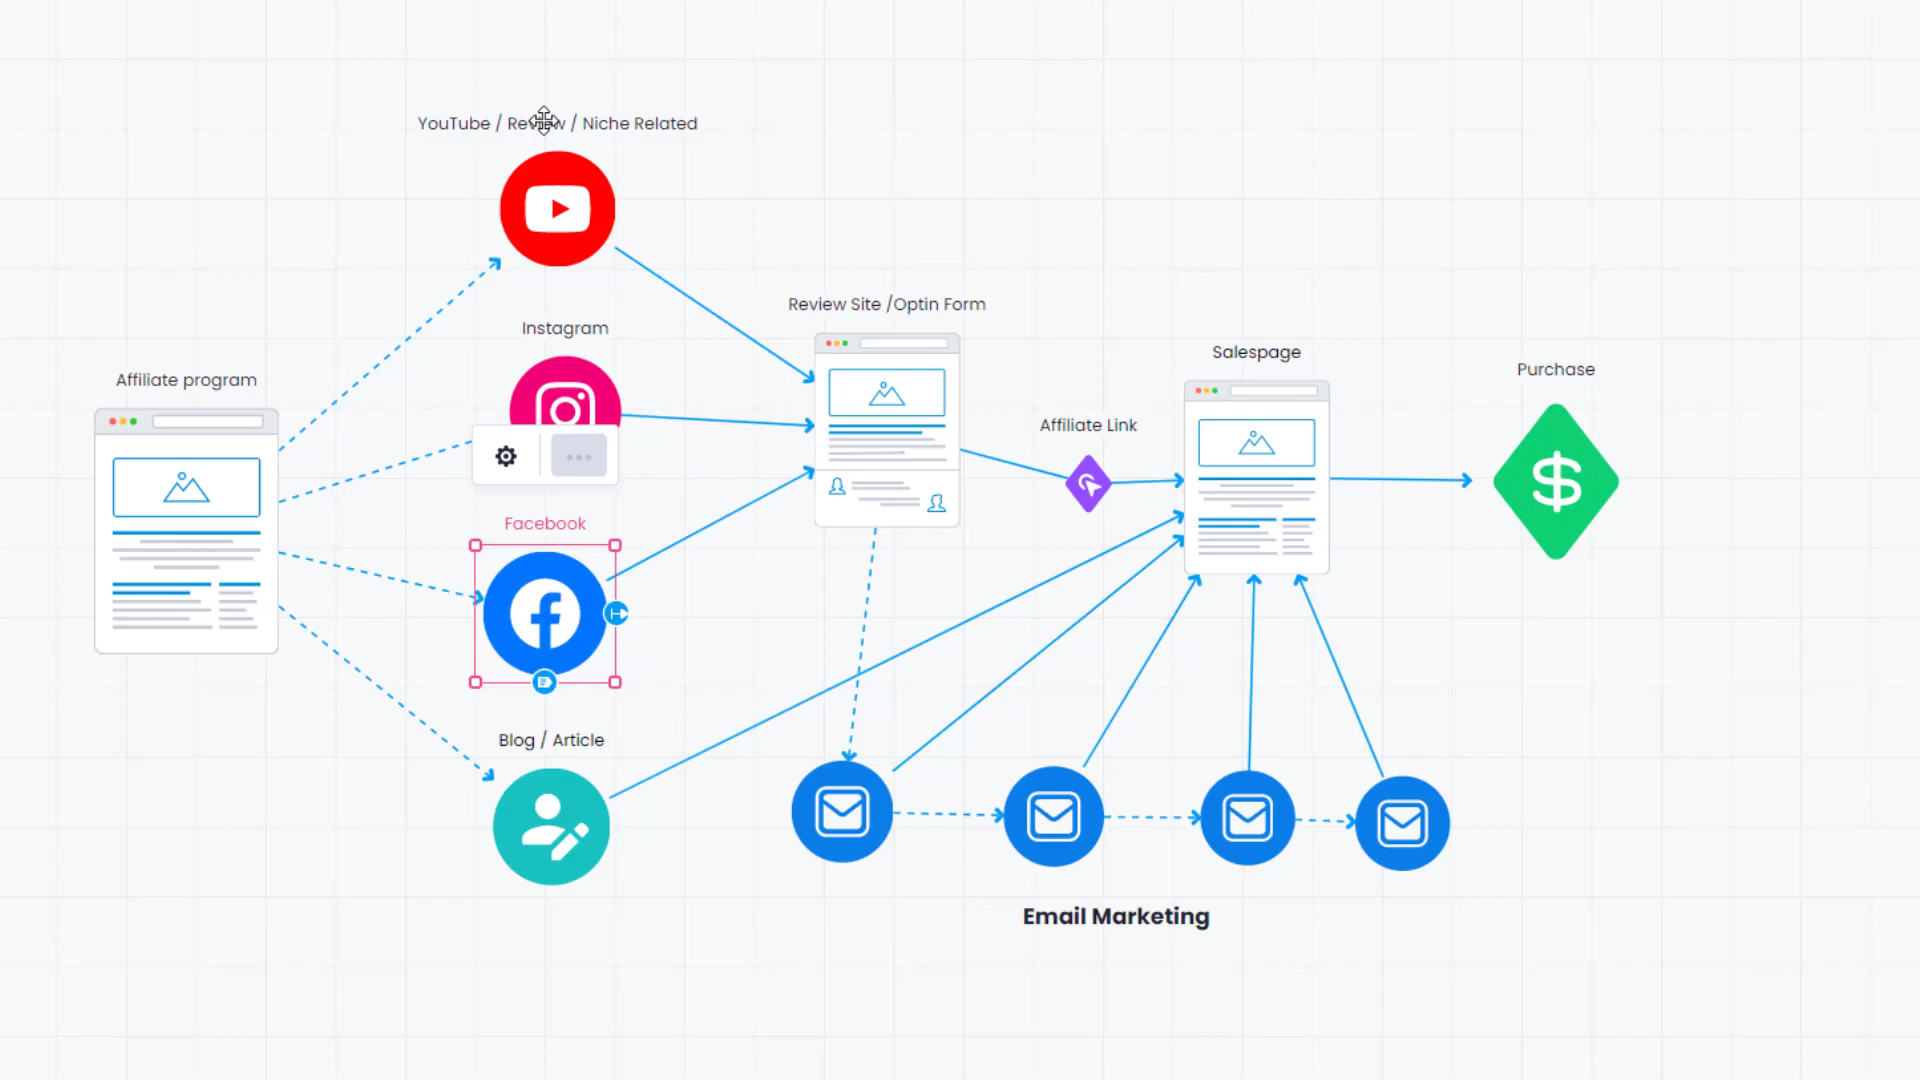 YouTube / Review / Niche Related
Instagram
Affiliate program
Facebook
Blog / Article
Review Site /Optin Form
Affiliate Link
Salespage
Purchase
$
Email Marketing